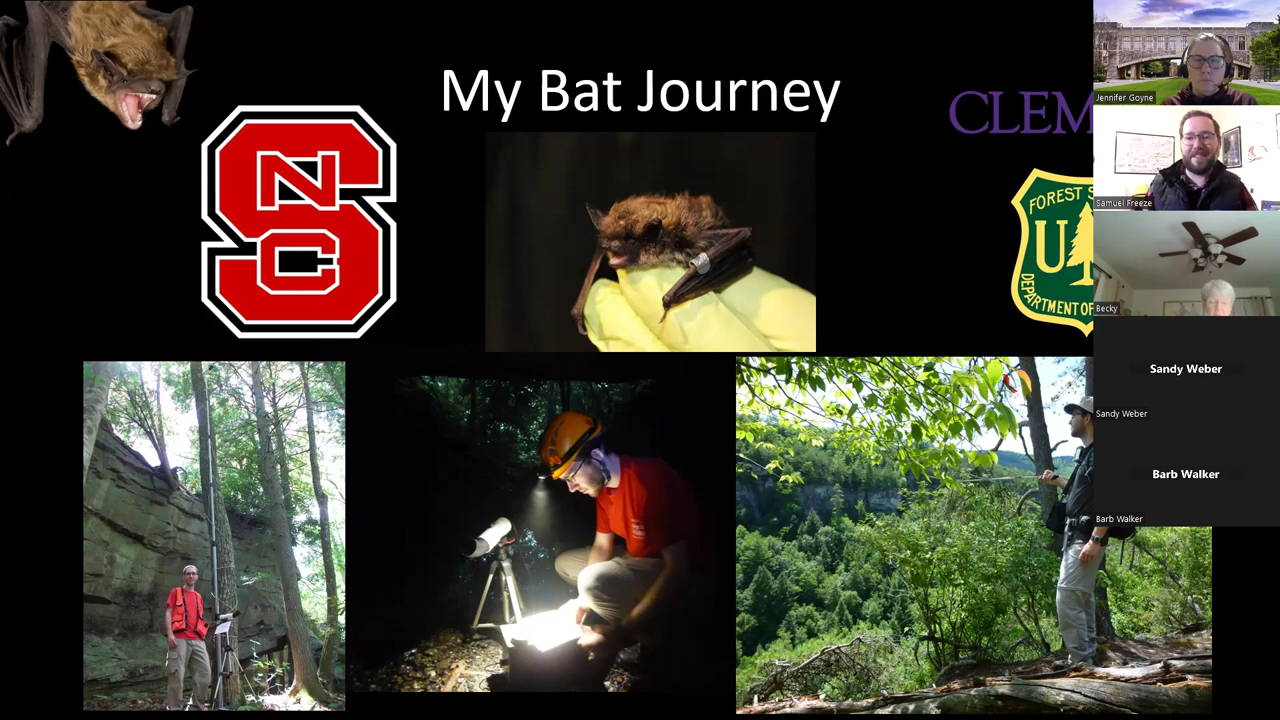 My Bat Journey
NC
S
CLEM
FOREST S
U
DEPARTMENT OF
Jennifer Goyne
Samuel Freeze
Becky
Sandy Weber
Sandy Weber
Barb Walker
Barb Walker